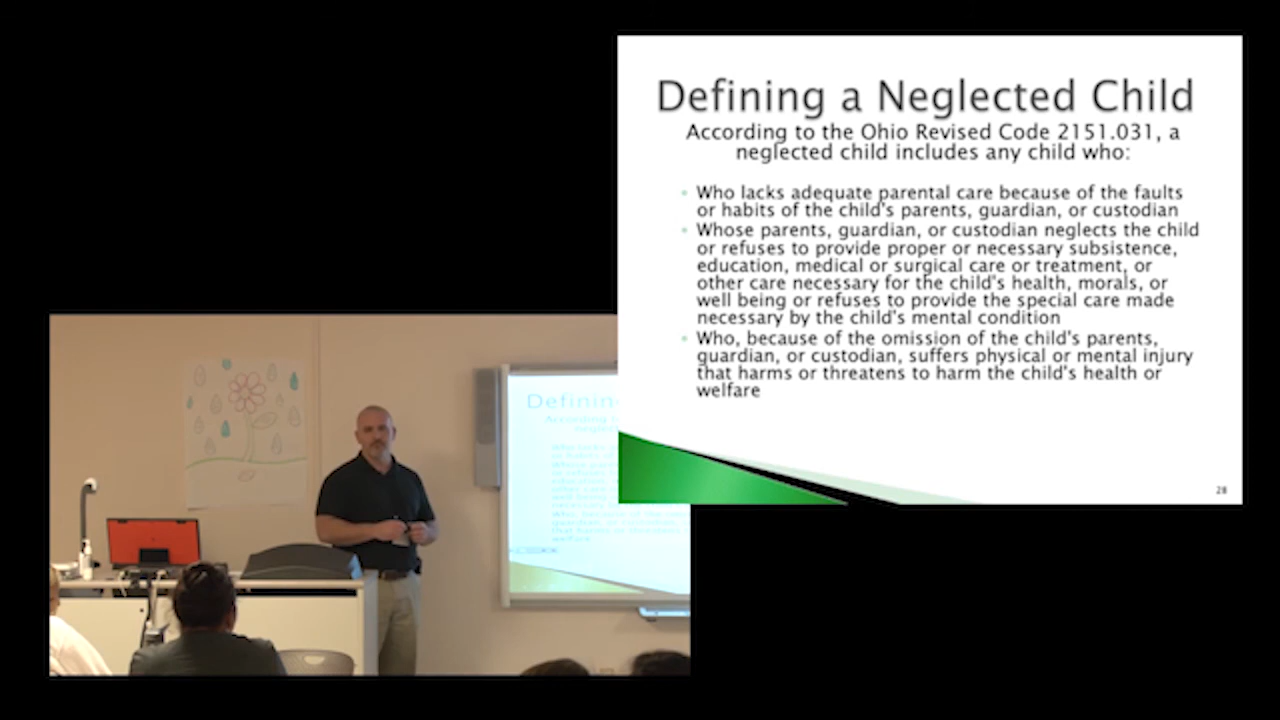 Defining a Neglected Child
According to the Ohio Revised Code 2151.031, a
neglected child includes any child who:
Who lacks adequate parental care because of the faults
or habits of the child's parents, guardian, or custodian
Whose parents, guardian, or custodian neglects the child
or refuses to provide proper or necessary subsistence,
education, medical or surgical care or treatment, or
other care necessary for the child's health, morals, or
well being or refuses to provide the special care made
necessary by the child's mental condition
Who, because of the omission of the child's parents,
guardian, or custodian, suffers physical or mental injury
that harms or threatens to harm the child's health or
welfare
28
Definin
According t